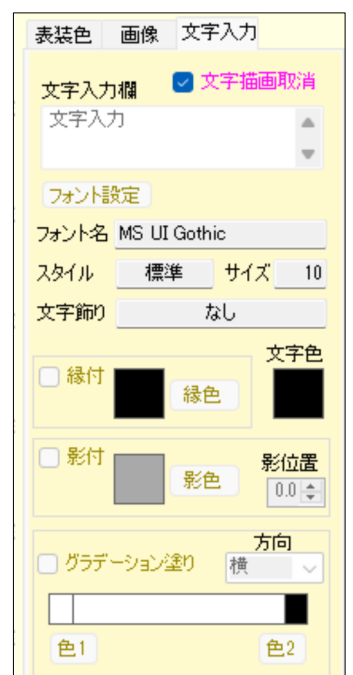 表装色 画像 文字入力
文字入力欄 文字描画取消
文字入力
フォント設定
フォント名 MS UI Gothic
スタイル 標準 サイズ 10
文字飾り なし
文字色
縁付 縁色
影付 影位置
影色 0.0
方向
グラデーション塗り 横
色1 色2